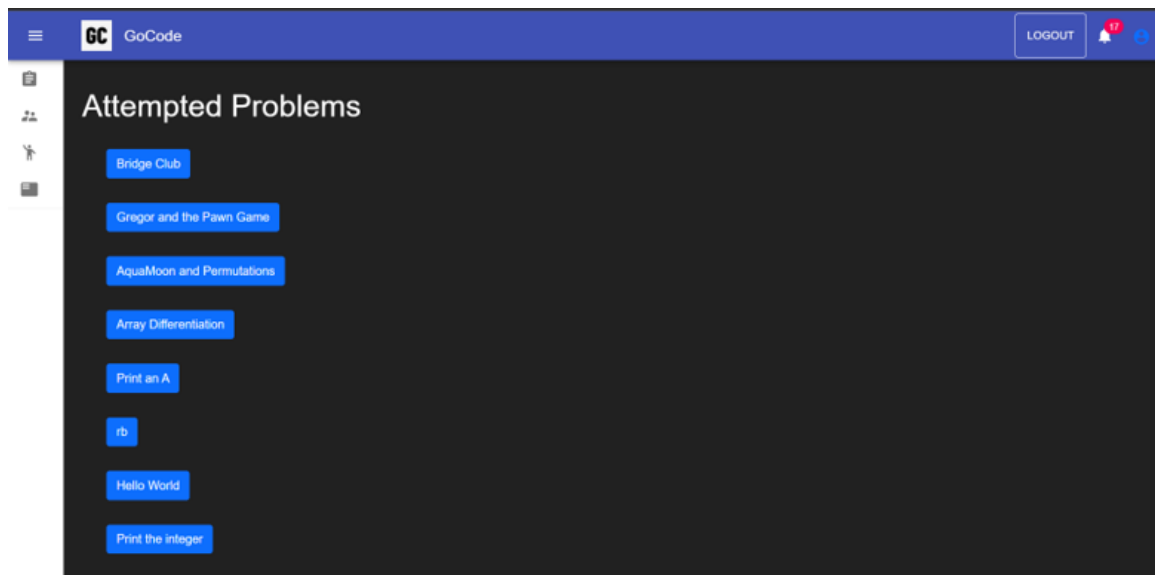 GC GoCode LOGOUT 17
Attempted Problems
Bridge Club
Gregor and the Pawn Game
AquaMoon and Permutations
Array Differentiation
Print an A
rb
Hello World
Print the integer